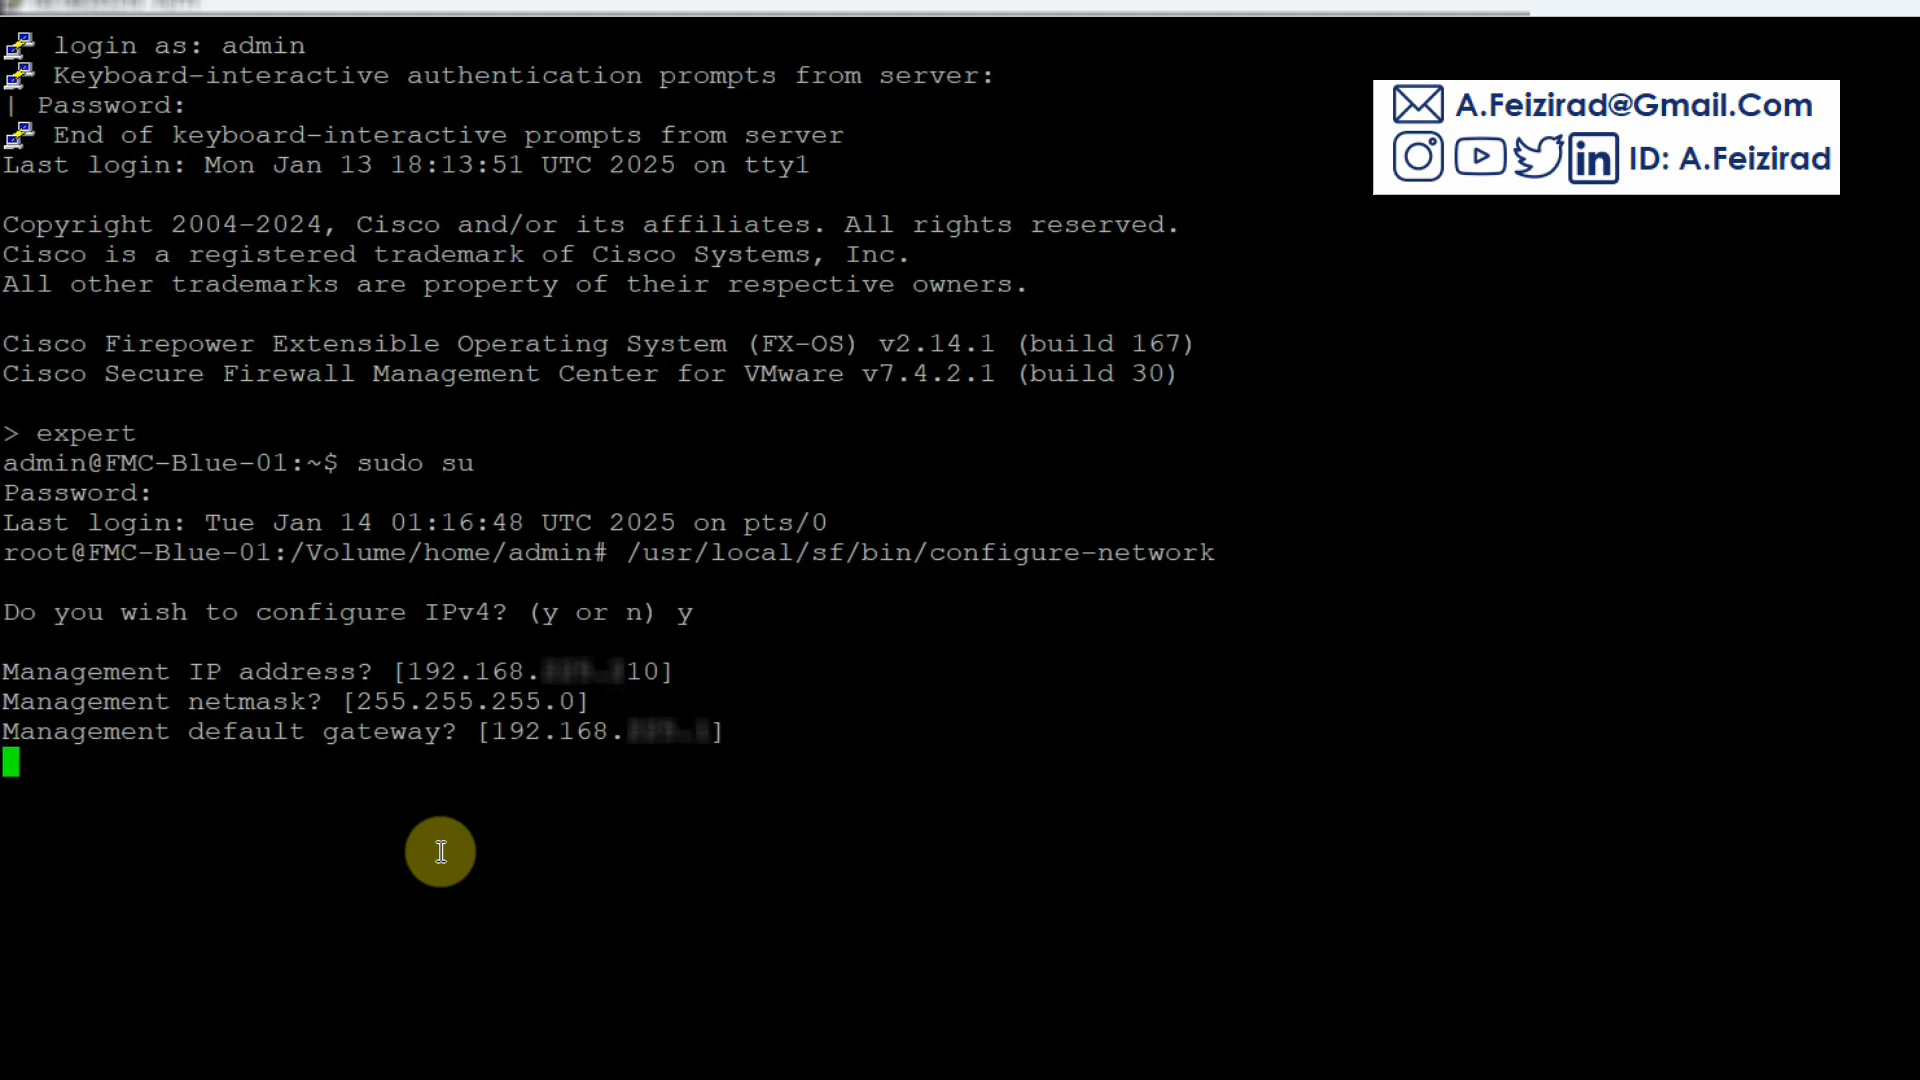 login as: admin
Keyboard-interactive authentication prompts from server:
| Password:
End of keyboard-interactive prompts from server
Last login: Mon Jan 13 18:13:51 UTC 2025 on tty1
Copyright 2004-2024, Cisco and/or its affiliates. All rights reserved.
Cisco is a registered trademark of Cisco Systems, Inc.
All other trademarks are property of their respective owners.
Cisco Firepower Extensible Operating System (FX-OS) v2.14.1 (build 167)
Cisco Secure Firewall Management Center for VMware v7.4.2.1 (build 30)
> expert
admin@FMC-Blue-01:~$ sudo su
Password:
Last login: Tue Jan 14 01:16:48 UTC 2025 on pts/0
root@FMC-Blue-01:/Volume/home/admin# /usr/local/sf/bin/configure-network
Do you wish to configure IPv4? (y or n) y
Management IP address? [192.168. 10]
Management netmask? [255.255.255.0]
Management default gateway? [192.168. ]
A.Feizirad@Gmail.Com
in ID: A.Feizirad